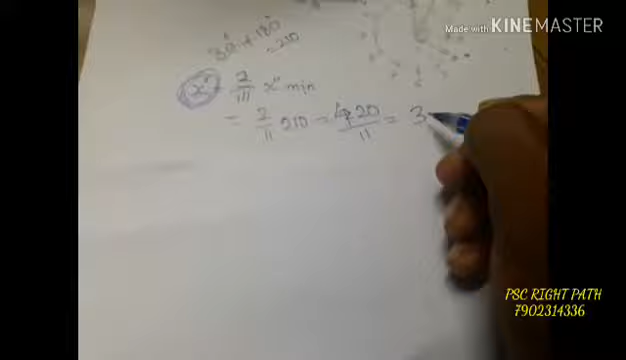 Made with KINEMASTER
30° + 180°
= 210
x° = 2/11 x° min
= 2/11 210 = 420/11 = 3
PSC RIGHT PATH
7902314336